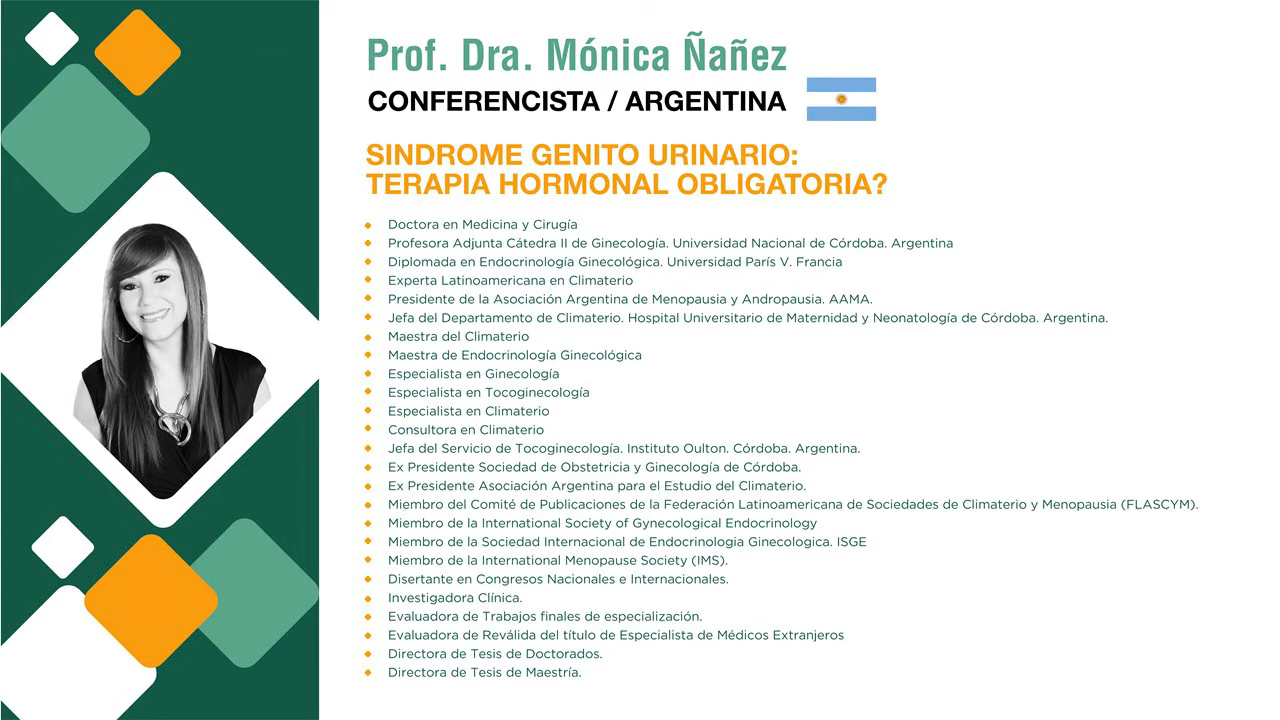 Prof. Dra. Mónica Ñañez
CONFERENCISTA / ARGENTINA
SINDROME GENITO URINARIO:
TERAPIA HORMONAL OBLIGATORIA?
Doctora en Medicina y Cirugía
Profesora Adjunta Cátedra II de Ginecología. Universidad Nacional de Córdoba. Argentina
Diplomada en Endocrinología Ginecológica. Universidad París V. Francia
Experta Latinoamericana en Climaterio
Presidente de la Asociación Argentina de Menopausia y Andropausia. AAMA.
Jefa del Departamento de Climaterio. Hospital Universitario de Maternidad y Neonatología de Córdoba. Argentina.
Maestra del Climaterio
Maestra de Endocrinología Ginecológica
Especialista en Ginecología
Especialista en Tocoginecología
Especialista en Climaterio
Consultora en Climaterio
Jefa del Servicio de Tocoginecología. Instituto Oulton. Córdoba. Argentina.
Ex Presidente Sociedad de Obstetricia y Ginecología de Córdoba.
Ex Presidente Asociación Argentina para el Estudio del Climaterio.
Miembro del Comité de Publicaciones de la Federación Latinoamericana de Sociedades de Climaterio y Menopausia (FLASCYM).
Miembro de la International Society of Gynecological Endocrinology
Miembro de la Sociedad Internacional de Endocrinologia Ginecologica. ISGE
Miembro de la International Menopause Society (IMS).
Disertante en Congresos Nacionales e Internacionales.
Investigadora Clínica.
Evaluadora de Trabajos finales de especialización.
Evaluadora de Reválida del título de Especialista de Médicos Extranjeros
Directora de Tesis de Doctorados.
Directora de Tesis de Maestría.